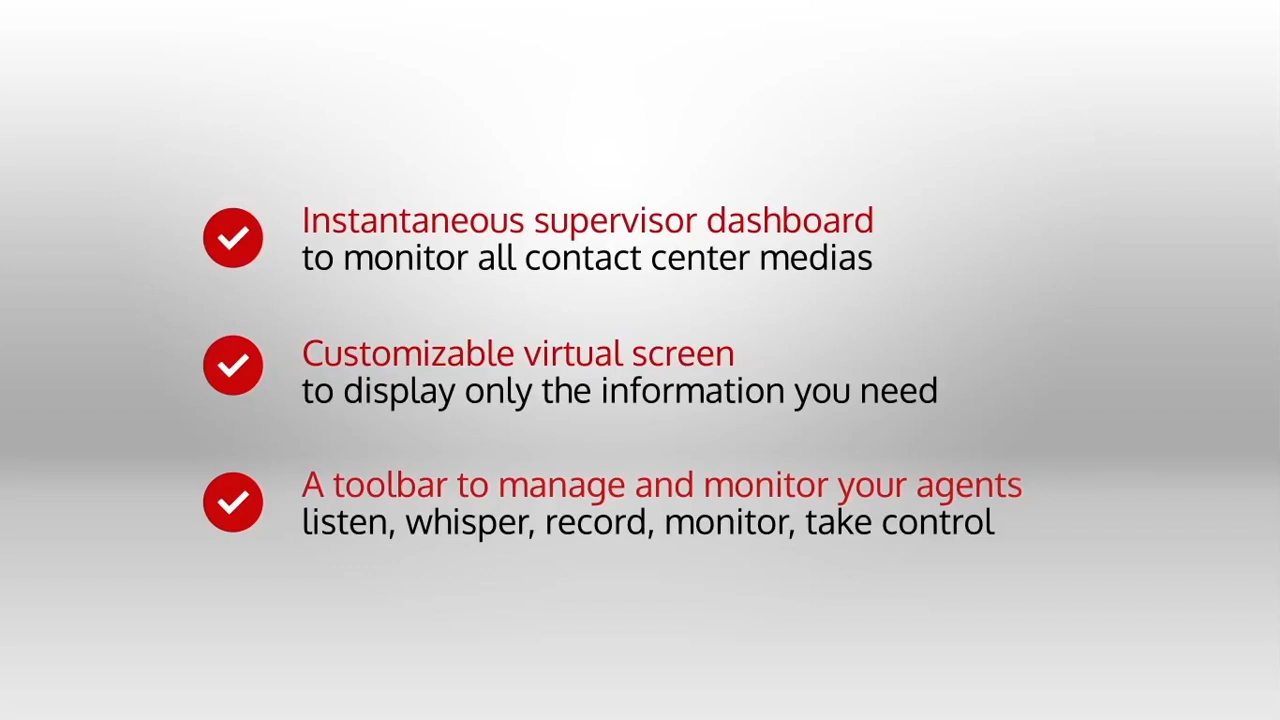 Instantaneous supervisor dashboard
to monitor all contact center medias
Customizable virtual screen
to display only the information you need
A toolbar to manage and monitor your agents
listen, whisper, record, monitor, take control